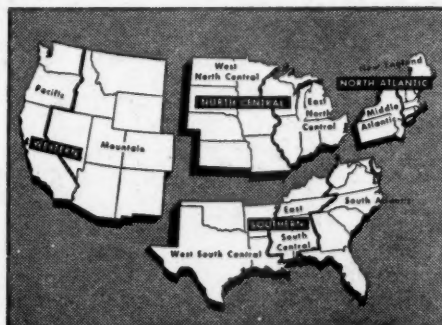 Pacific
WESTERN
Mountain
West
North Central
NORTH CENTRAL
East
North
Central
New England
NORTH ATLANTIC
Middle
Atlantic
East
SOUTHERN
South
Central
West South Central
South Atlantic